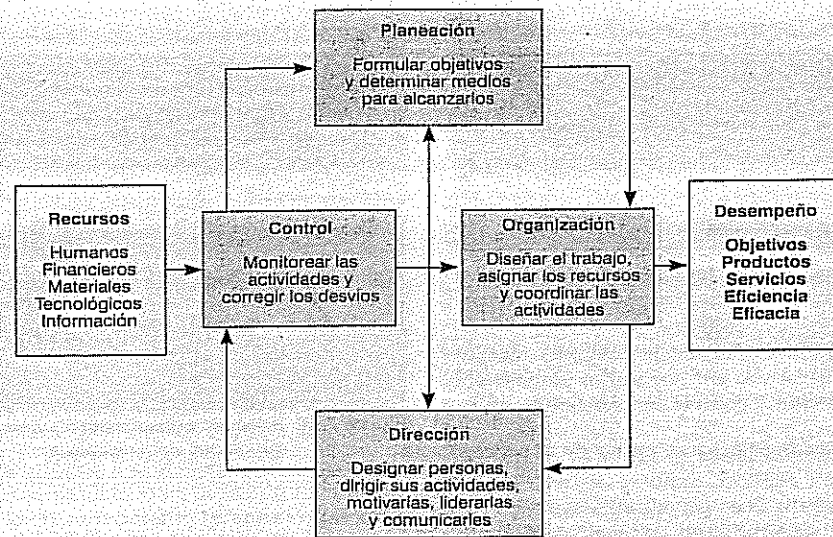 Planeación
Formular objetivos
y determinar medios
para alcanzarlos
Recursos
Humanos
Financieros
Materiales
Tecnológicos
Información
Control
Monitorear las
actividades y
corregir los desvíos
Organización
Diseñar el trabajo,
asignar los recursos
y coordinar las
actividades
Desempeño
Objetivos
Productos
Servicios
Eficiencia
Eficacia
Dirección
Designar personas,
dirigir sus actividades,
motivarlas, liderarlas
y comunicarles